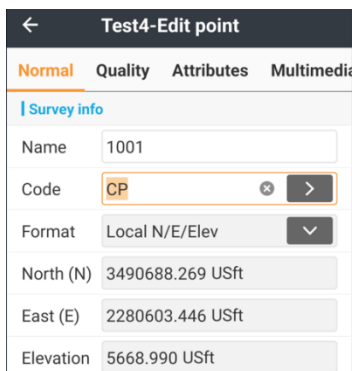 Test4-Edit point
Normal Quality Attributes Multimedia
Survey info
Name 1001
Code CP
Format Local N/E/Elev
North (N) 3490688.269 USft
East (E) 2280603.446 USft
Elevation 5668.990 USft